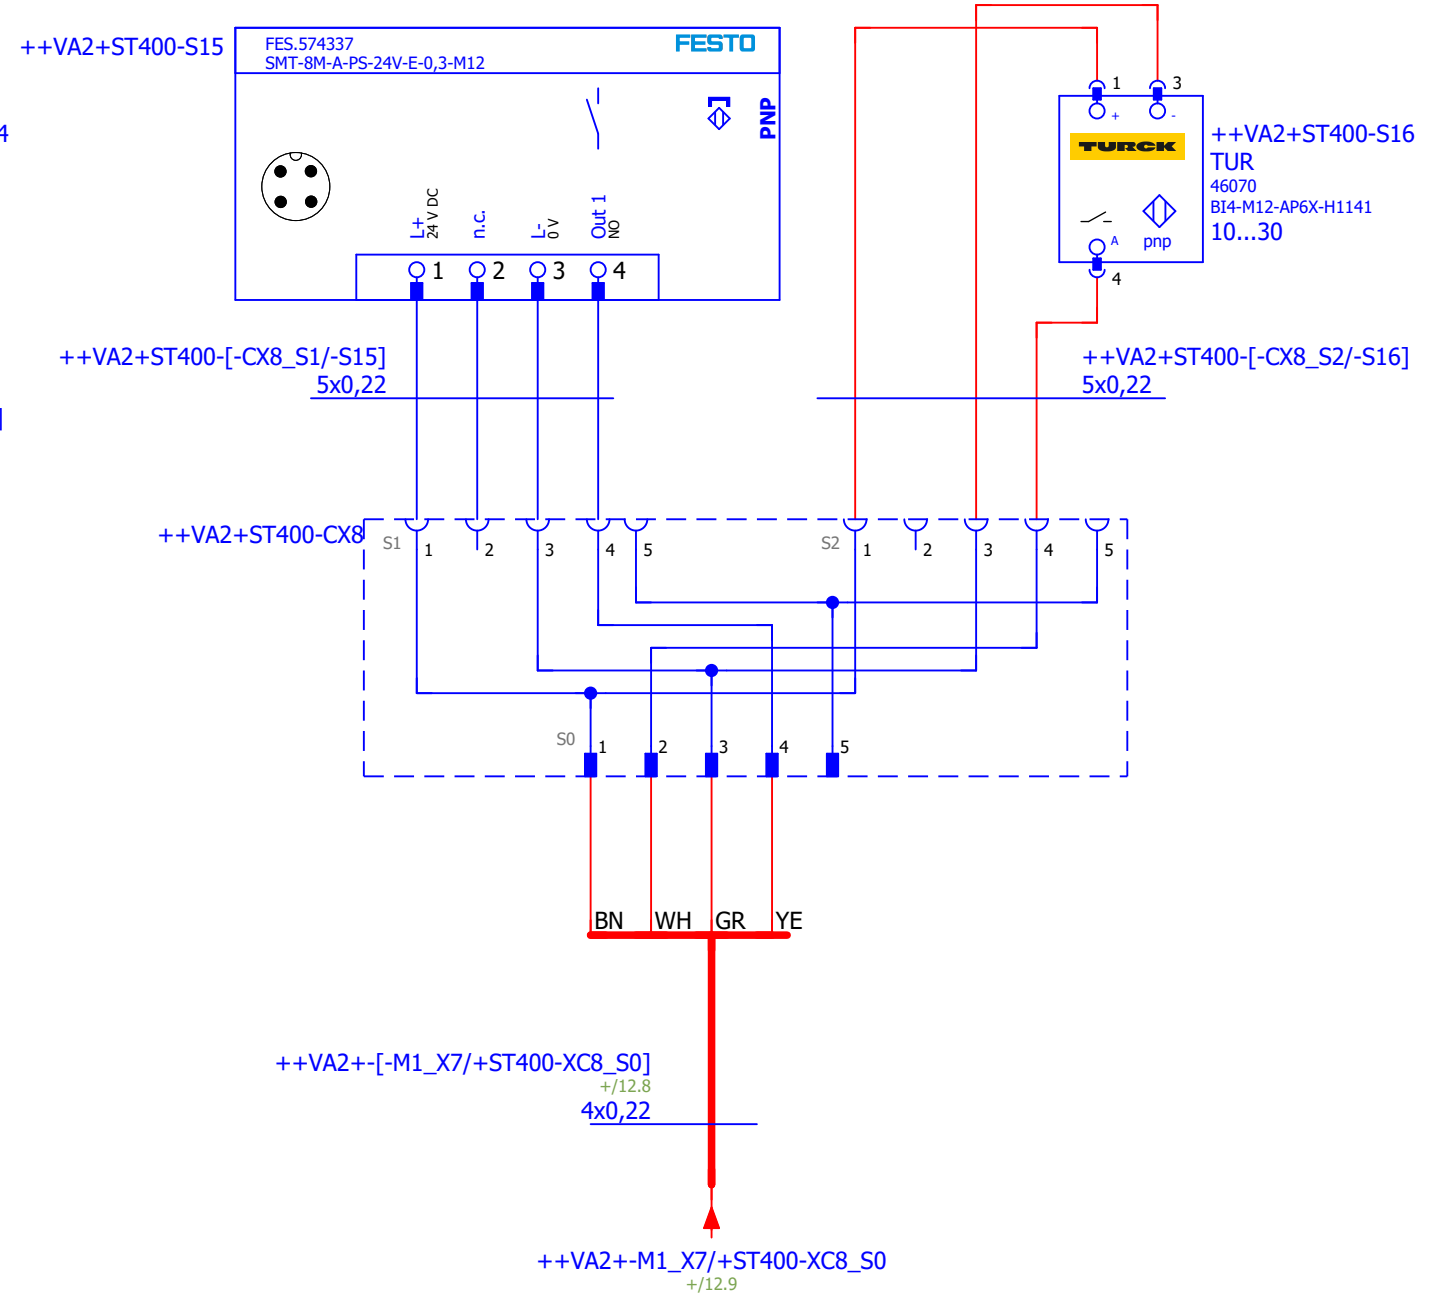 ++VA2+ST400-S15
FES.574337
SMT-8M-A-PS-24V-E-0,3-M12
FESTO
PNP
L+
24 V DC
n.c.
L-
0 V
Out 1
NO
1
2
3
4
1
3
+
-
TURCK
A
pnp
4
++VA2+ST400-S16
TUR
46070
BI4-M12-AP6X-H1141
10...30
4
]
++VA2+ST400-[-CX8_S1/-S15]
5x0,22
++VA2+ST400-[-CX8_S2/-S16]
5x0,22
++VA2+ST400-CX8
S1
1
2
3
4
5
S2
1
2
3
4
5
S0
1
2
3
4
5
BN
WH
GR
YE
++VA2+-[-M1_X7/+ST400-XC8_S0]
+/12.8
4x0,22
++VA2+-M1_X7/+ST400-XC8_S0
+/12.9